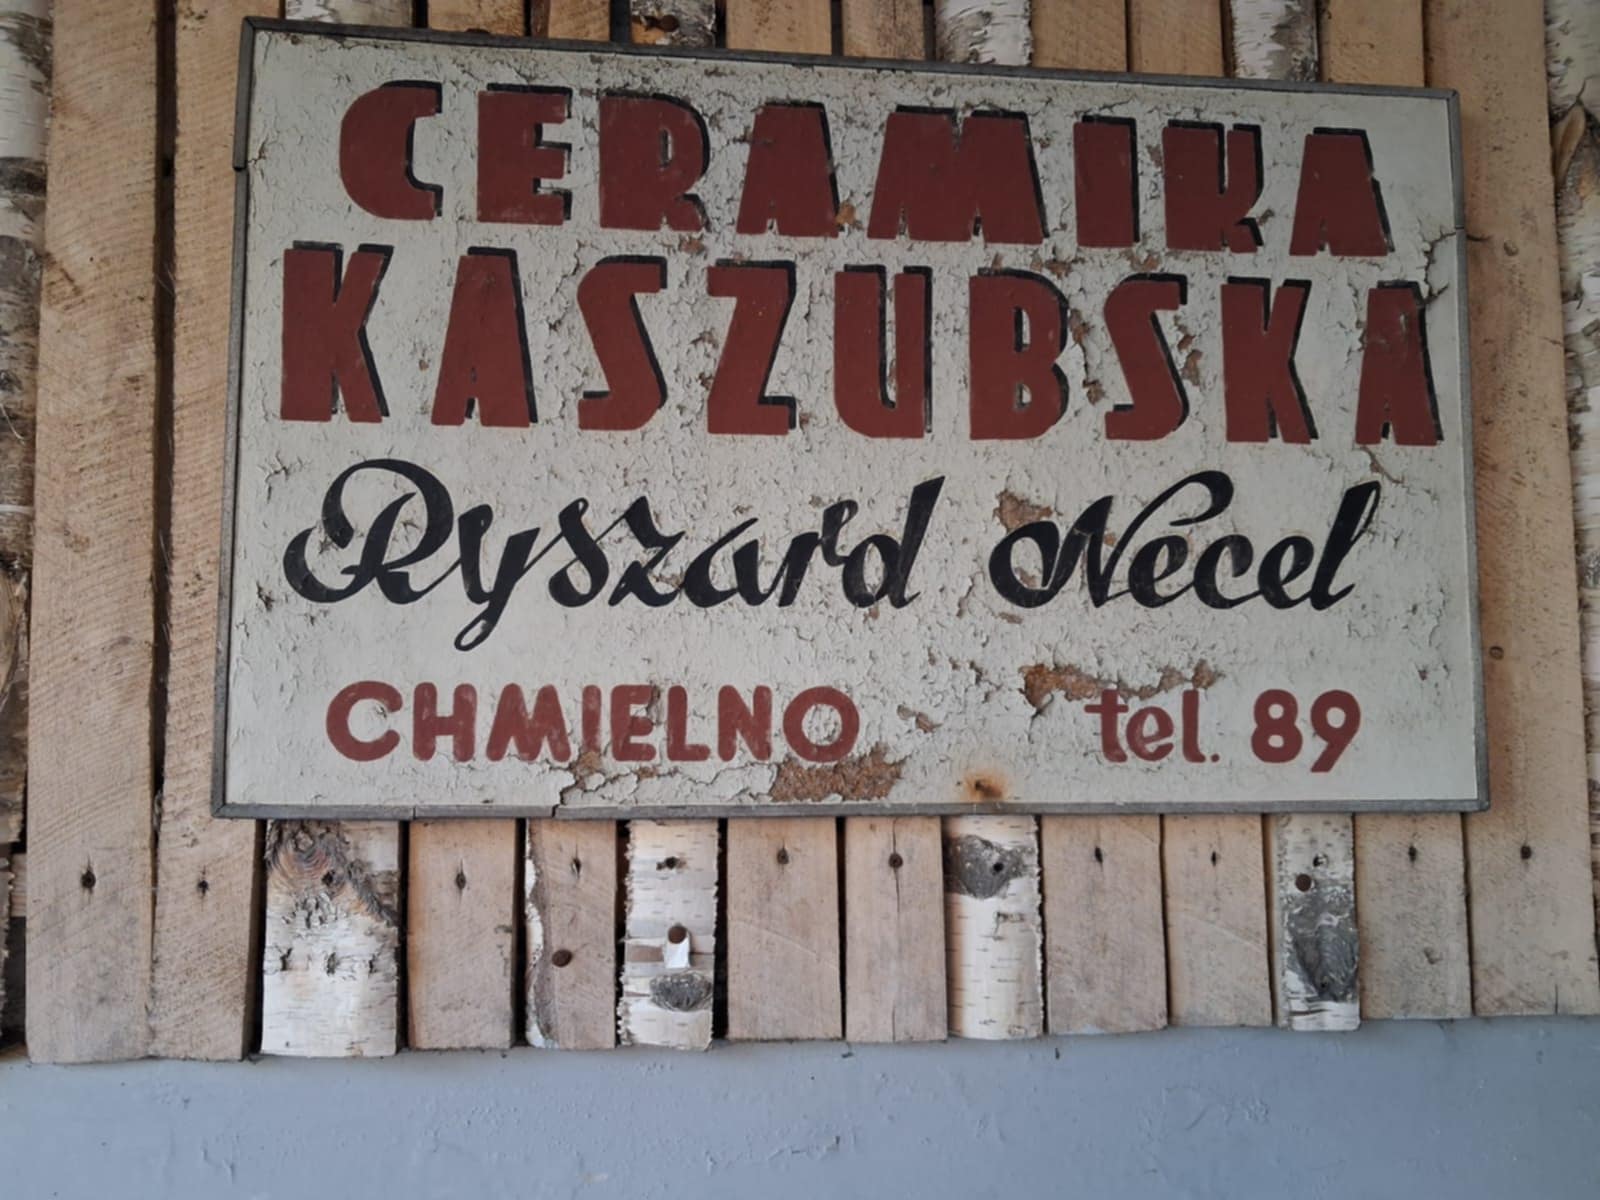 CERAMIKA
KASZUBSKA
Ryszard Necel
CHMIELNO tel. 89